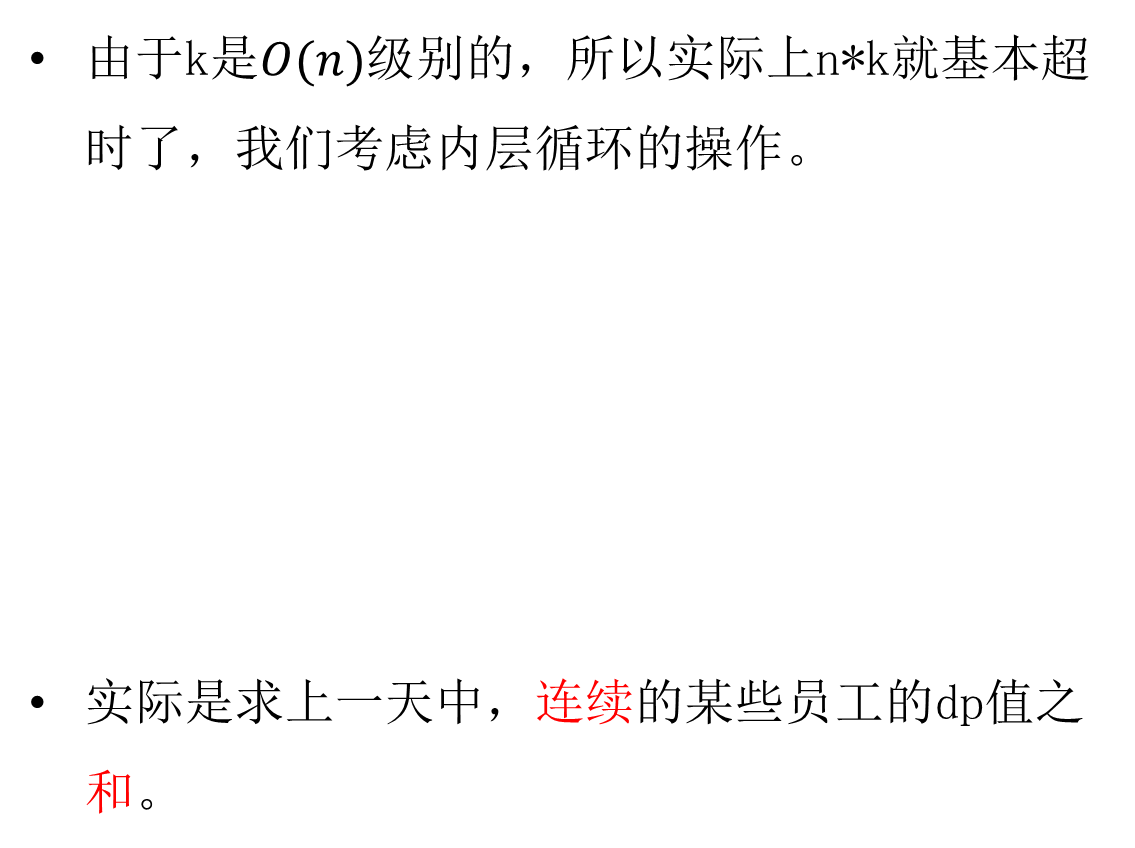 • 由于k是O(n)级别的，所以实际上n*k就基本超
时了，我们考虑内层循环的操作。
• 实际是求上一天中，连续的某些员工的dp值之
和。